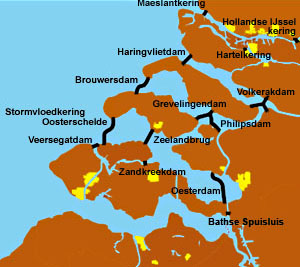 Maeslantkering
Hollandse IJssel
kering
Hartelkering
Haringvlietdam
Brouwersdam
Volkerakdam
Grevelingendam
Stormvloedkering
Oosterschelde
Philipsdam
Veersegatdam
Zeelandbrug
Zandkreekdam
Oesterdam
Bathse Spuisluis